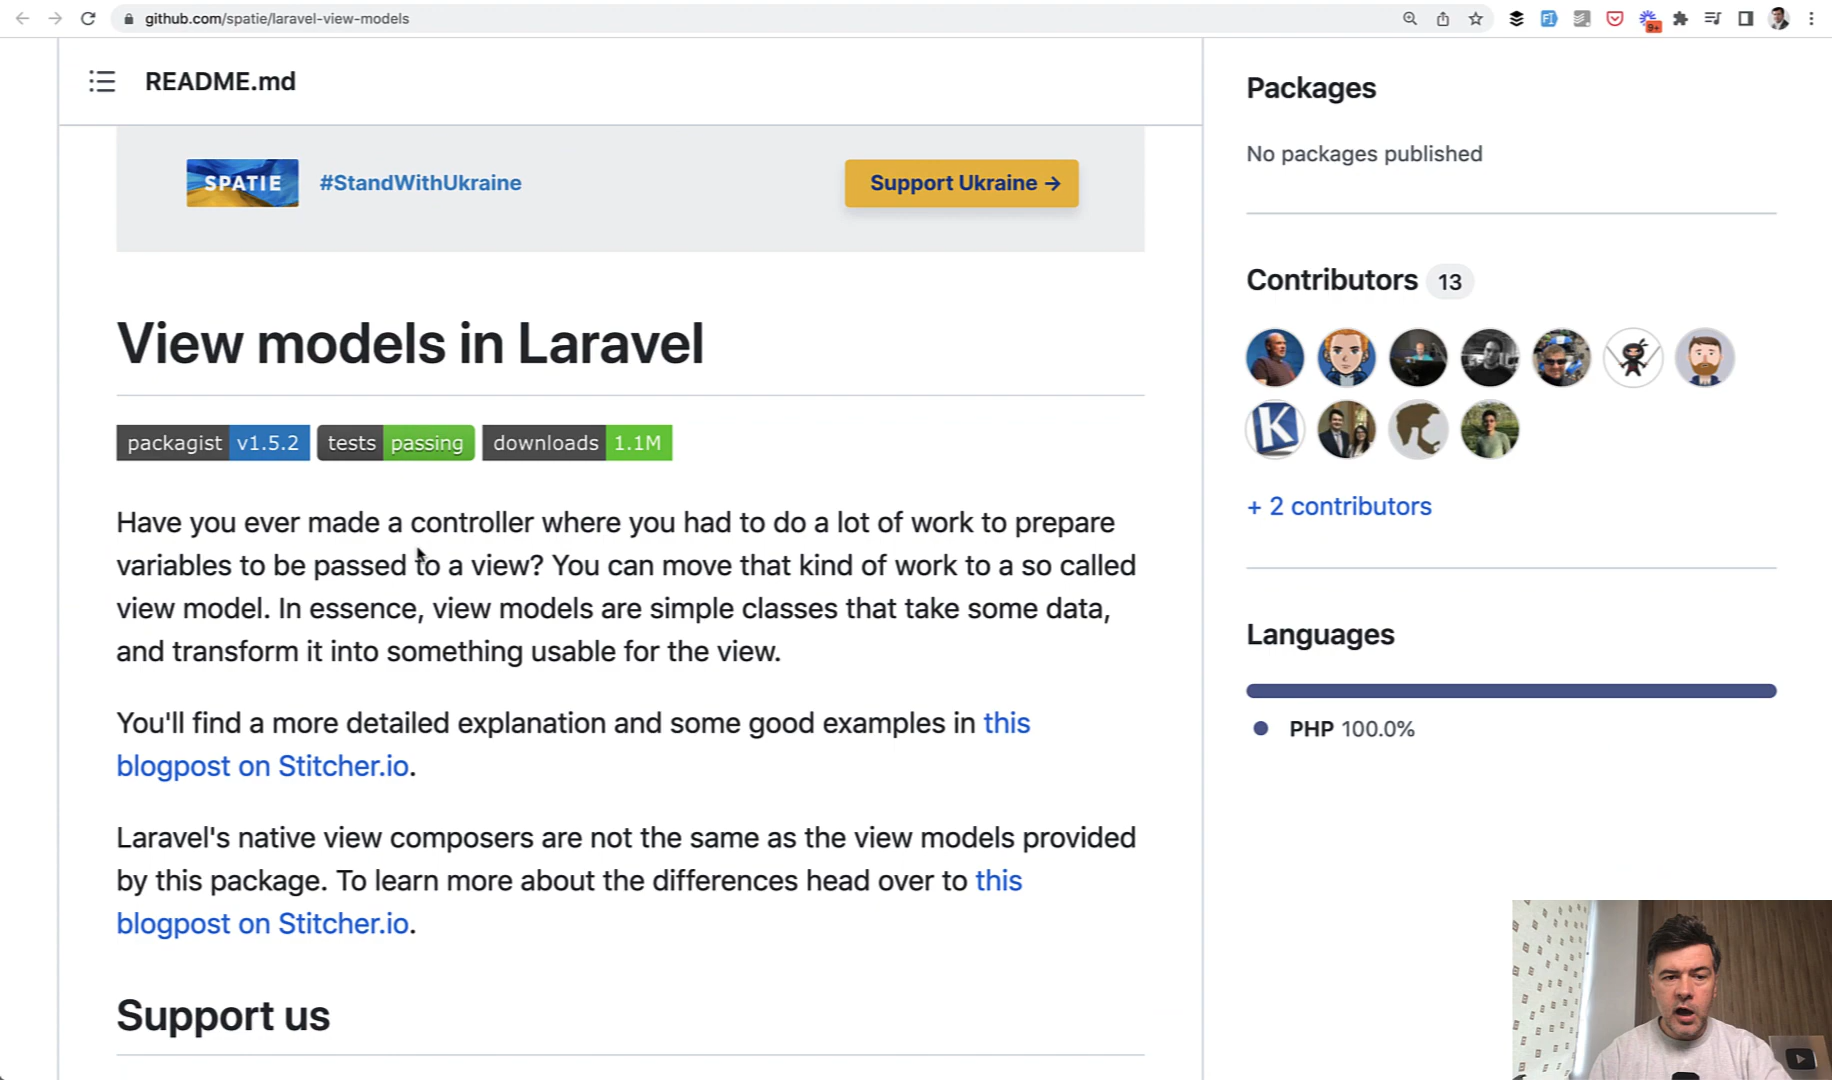 github.com/spatie/laravel-view-models
9+
README.md
SPATIE
#StandWithUkraine
Support Ukraine →
View models in Laravel
packagist v1.5.2
tests passing
downloads 1.1M
Have you ever made a controller where you had to do a lot of work to prepare
variables to be passed to a view? You can move that kind of work to a so called
view model. In essence, view models are simple classes that take some data,
and transform it into something usable for the view.
You'll find a more detailed explanation and some good examples in this
blogpost on Stitcher.io.
Laravel's native view composers are not the same as the view models provided
by this package. To learn more about the differences head over to this
blogpost on Stitcher.io.
Support us
Packages
No packages published
Contributors 13
K
+ 2 contributors
Languages
PHP 100.0%